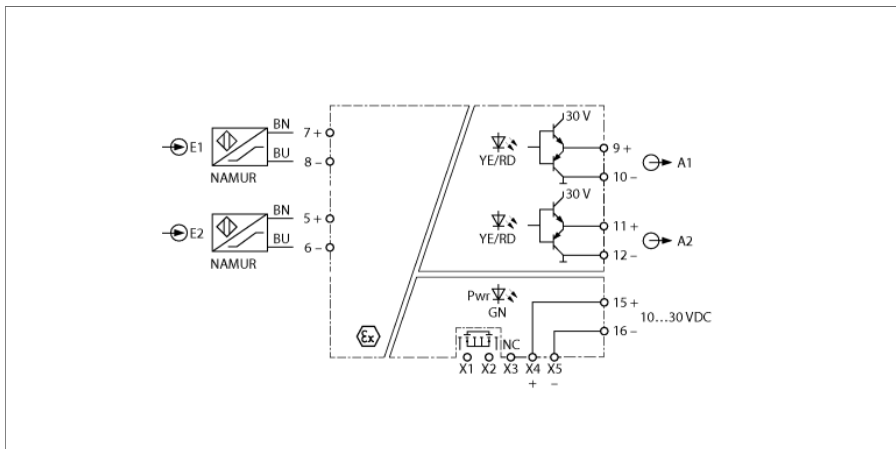 E1
BN
7 +
BU
8 –
NAMUR
E2
BN
5 +
BU
6 –
NAMUR
Ex
30 V
YE/RD
9 +
10 –
A1
30 V
YE/RD
11 +
12 –
A2
Pwr
GN
15 +
16 –
10...30 VDC
NC
X1 X2 X3 X4 X5
+ –